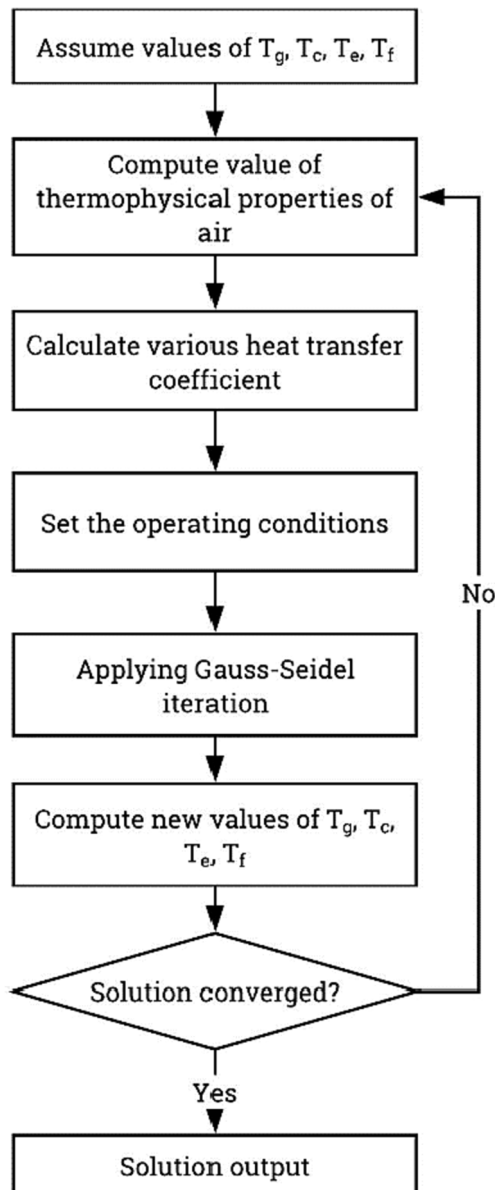 Assume values of Tg, Tc, Te, Tf
Compute value of
thermophysical properties of
air
Calculate various heat transfer
coefficient
Set the operating conditions
No
Applying Gauss-Seidel
iteration
Compute new values of Tg, Tc,
Te, Tf
Solution converged?
Yes
Solution output